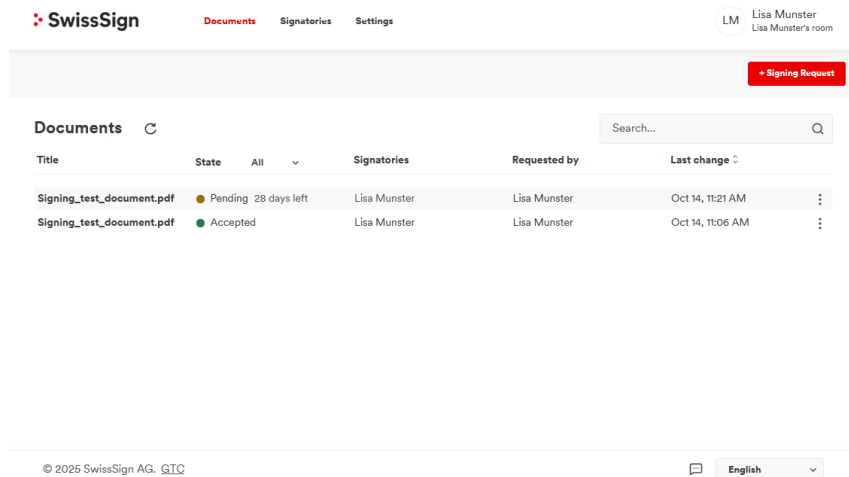 SwissSign Documents Signatories Settings LM Lisa Munster
Lisa Munster's room
+ Signing Request
Documents Search...
Title State All Signatories Requested by Last change
Signing_test_document.pdf Pending 28 days left Lisa Munster Lisa Munster Oct 14, 11:21 AM
Signing_test_document.pdf Accepted Lisa Munster Lisa Munster Oct 14, 11:06 AM
© 2025 SwissSign AG. GTC English